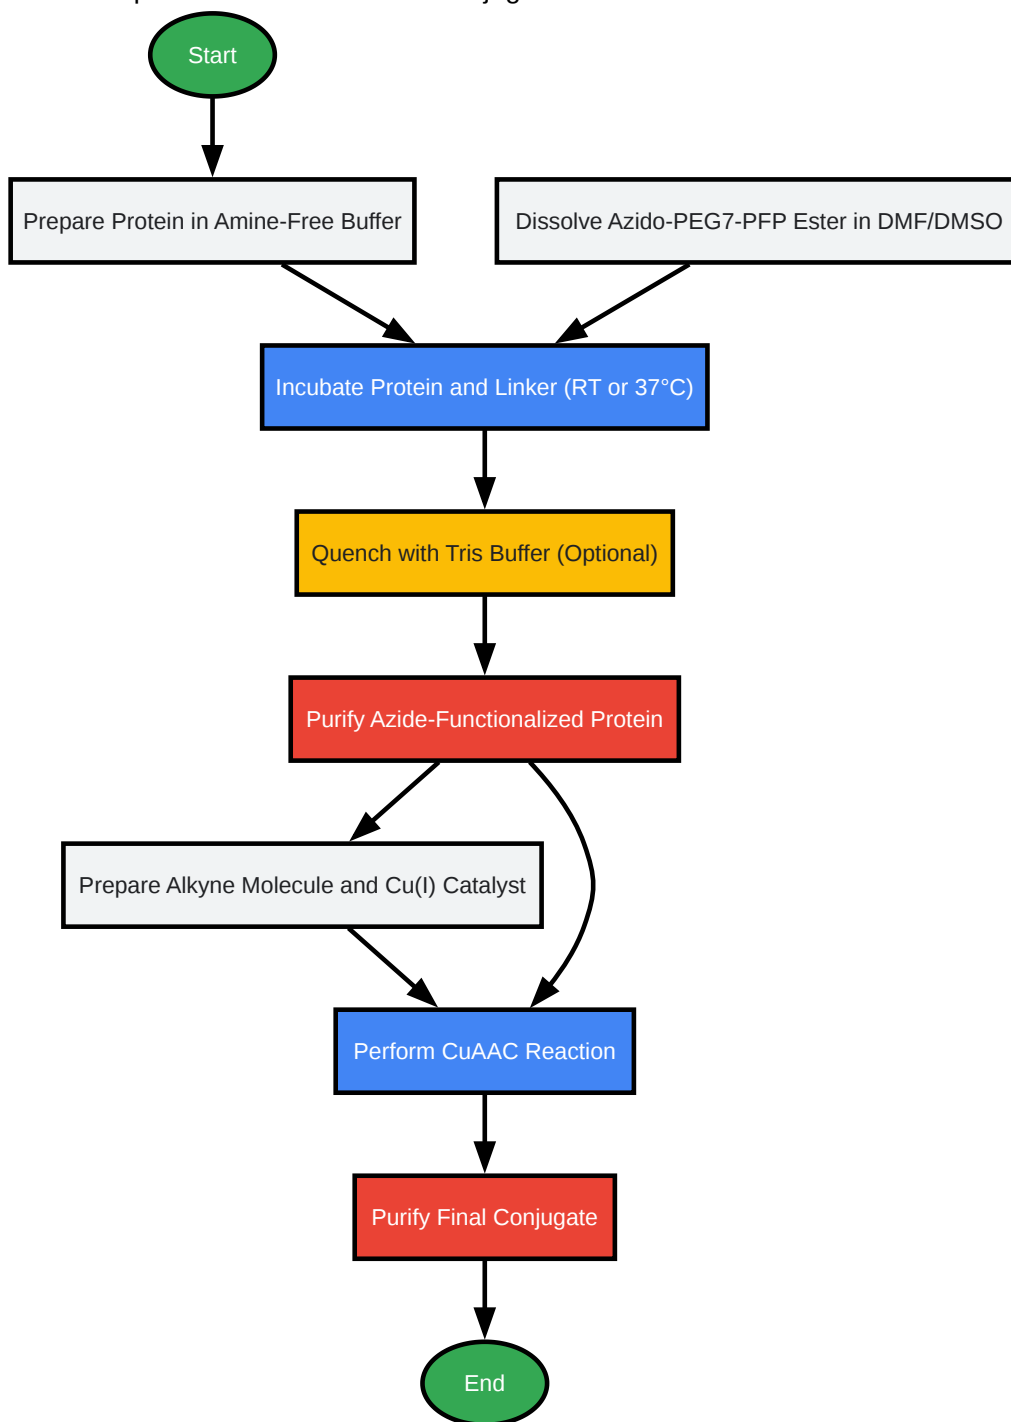 Start
Prepare Protein in Amine-Free Buffer
Dissolve Azido-PEG7-PFP Ester in DMF/DMSO
Incubate Protein and Linker (RT or 37°C)
Quench with Tris Buffer (Optional)
Purify Azide-Functionalized Protein
Prepare Alkyne Molecule and Cu(I) Catalyst
Perform CuAAC Reaction
Purify Final Conjugate
End